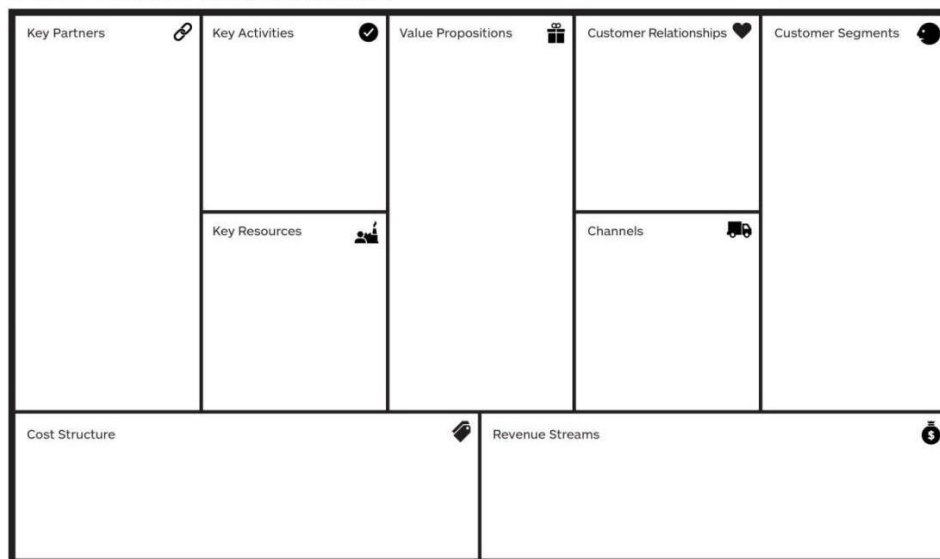 Key Partners
Key Activities
Value Propositions
Customer Relationships
Customer Segments
Key Resources
Channels
Cost Structure
Revenue Streams
$